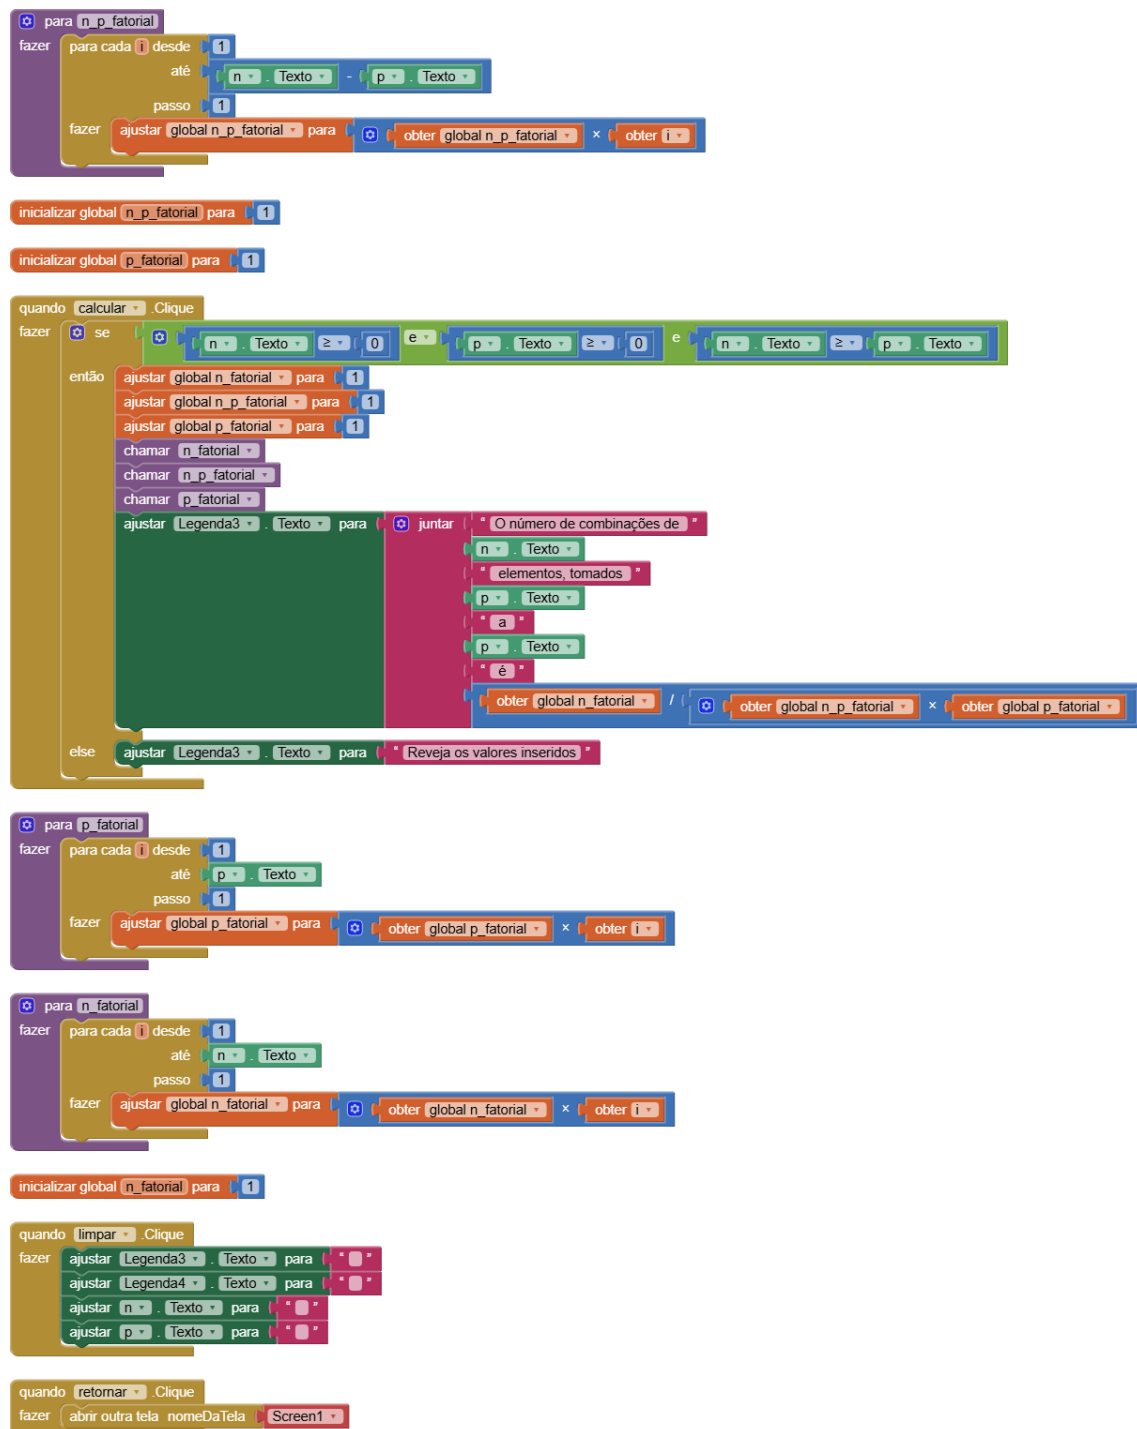 para n_p_fatorial
fazer para cada i desde 1
até n . Texto - p . Texto
passo 1
fazer ajustar global n_p_fatorial para obter global n_p_fatorial × obter i
inicializar global n_p_fatorial para 1
inicializar global p_fatorial para 1
quando calcular .Clique
fazer se n . Texto ≥ 0 e p . Texto ≥ 0 e n . Texto ≥ p . Texto
então ajustar global n_fatorial para 1
ajustar global n_p_fatorial para 1
ajustar global p_fatorial para 1
chamar n_fatorial
chamar n_p_fatorial
chamar p_fatorial
ajustar Legenda3 . Texto para juntar " O número de combinações de "
n . Texto
" elementos, tomados "
p . Texto
" a "
p . Texto
" é "
obter global n_fatorial / obter global n_p_fatorial × obter global p_fatorial
else ajustar Legenda3 . Texto para " Reveja os valores inseridos "
para p_fatorial
fazer para cada i desde 1
até p . Texto
passo 1
fazer ajustar global p_fatorial para obter global p_fatorial × obter i
para n_fatorial
fazer para cada i desde 1
até n . Texto
passo 1
fazer ajustar global n_fatorial para obter global n_fatorial × obter i
inicializar global n_fatorial para 1
quando limpar .Clique
fazer ajustar Legenda3 . Texto para " "
ajustar Legenda4 . Texto para " "
ajustar n . Texto para " "
ajustar p . Texto para " "
quando retornar .Clique
fazer abrir outra tela nomeDaTela Screen1